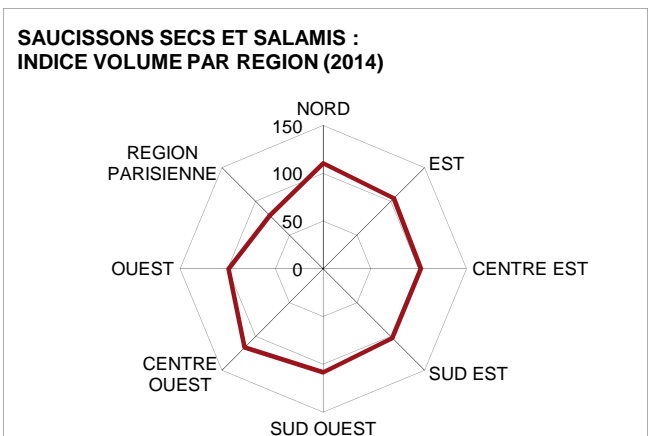 SAUCISSONS SECS ET SALAMIS :
INDICE VOLUME PAR REGION (2014)
NORD
150
REGION
PARISIENNE
EST
100
50
OUEST
0
CENTRE EST
CENTRE
OUEST
SUD EST
SUD OUEST